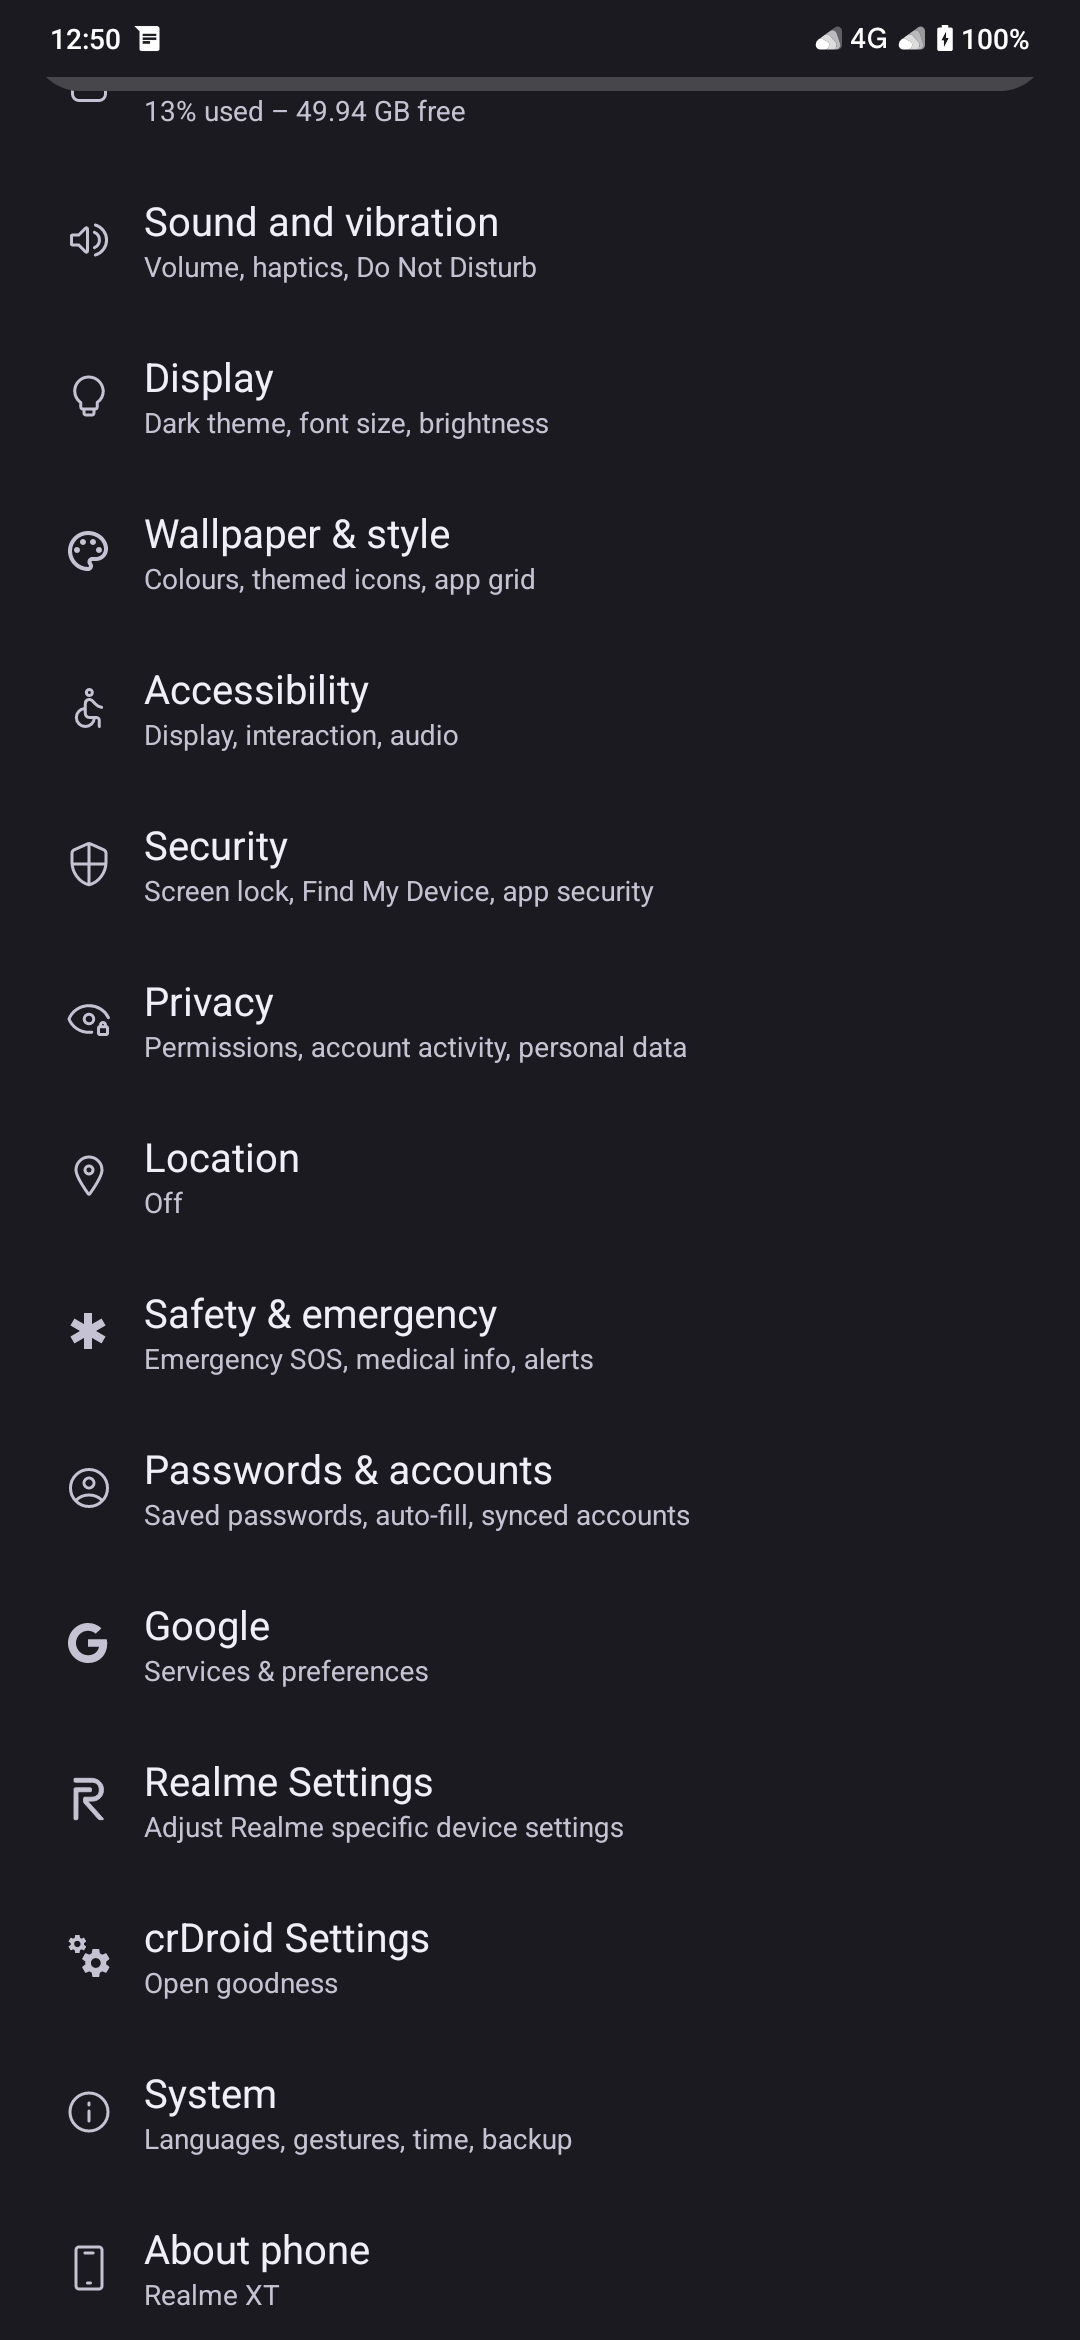 12:50
4G
100%
13% used – 49.94 GB free
Sound and vibration
Volume, haptics, Do Not Disturb
Display
Dark theme, font size, brightness
Wallpaper & style
Colours, themed icons, app grid
Accessibility
Display, interaction, audio
Security
Screen lock, Find My Device, app security
Privacy
Permissions, account activity, personal data
Location
Off
Safety & emergency
Emergency SOS, medical info, alerts
Passwords & accounts
Saved passwords, auto-fill, synced accounts
Google
Services & preferences
Realme Settings
Adjust Realme specific device settings
crDroid Settings
Open goodness
System
Languages, gestures, time, backup
About phone
Realme XT